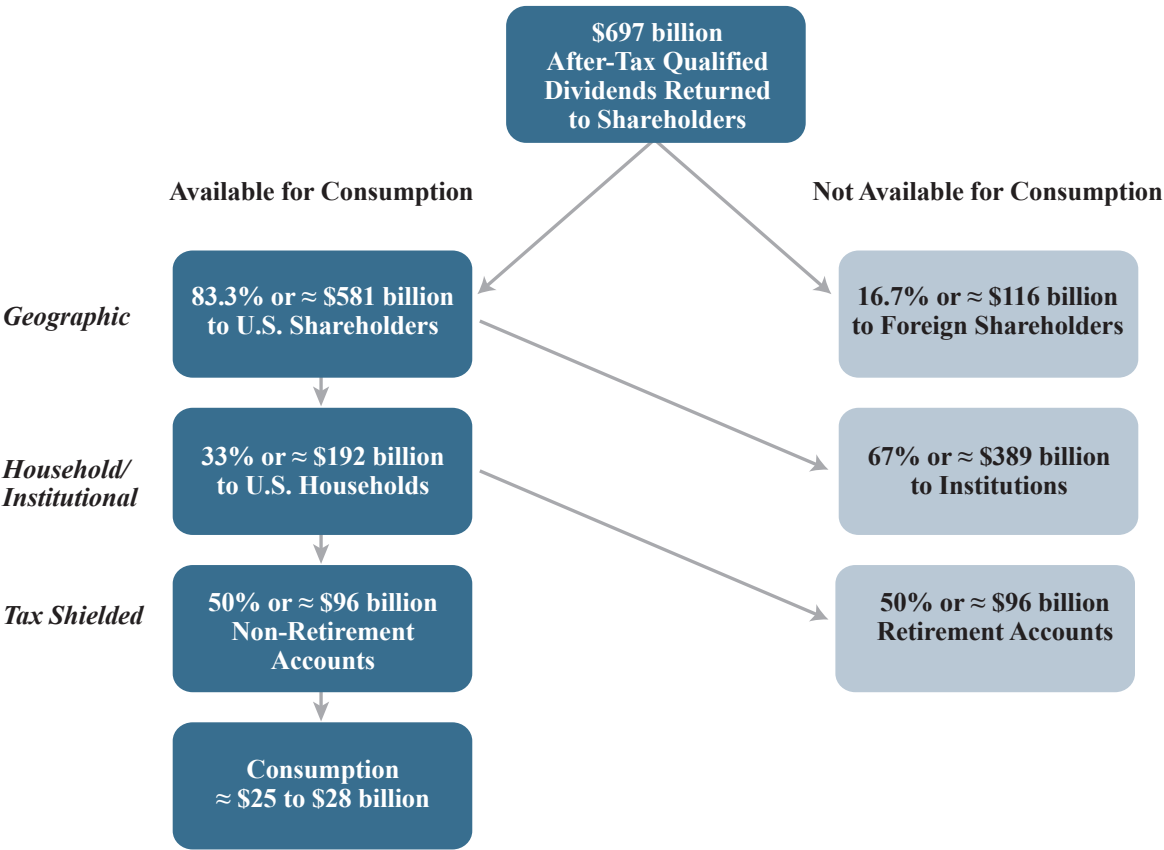 $697 billion
After-Tax Qualified
Dividends Returned
to Shareholders
Available for Consumption
Not Available for Consumption
Geographic
83.3% or ≈ $581 billion
to U.S. Shareholders
16.7% or ≈ $116 billion
to Foreign Shareholders
Household/
Institutional
33% or ≈ $192 billion
to U.S. Households
67% or ≈ $389 billion
to Institutions
Tax Shielded
50% or ≈ $96 billion
Non-Retirement
Accounts
50% or ≈ $96 billion
Retirement Accounts
Consumption
≈ $25 to $28 billion